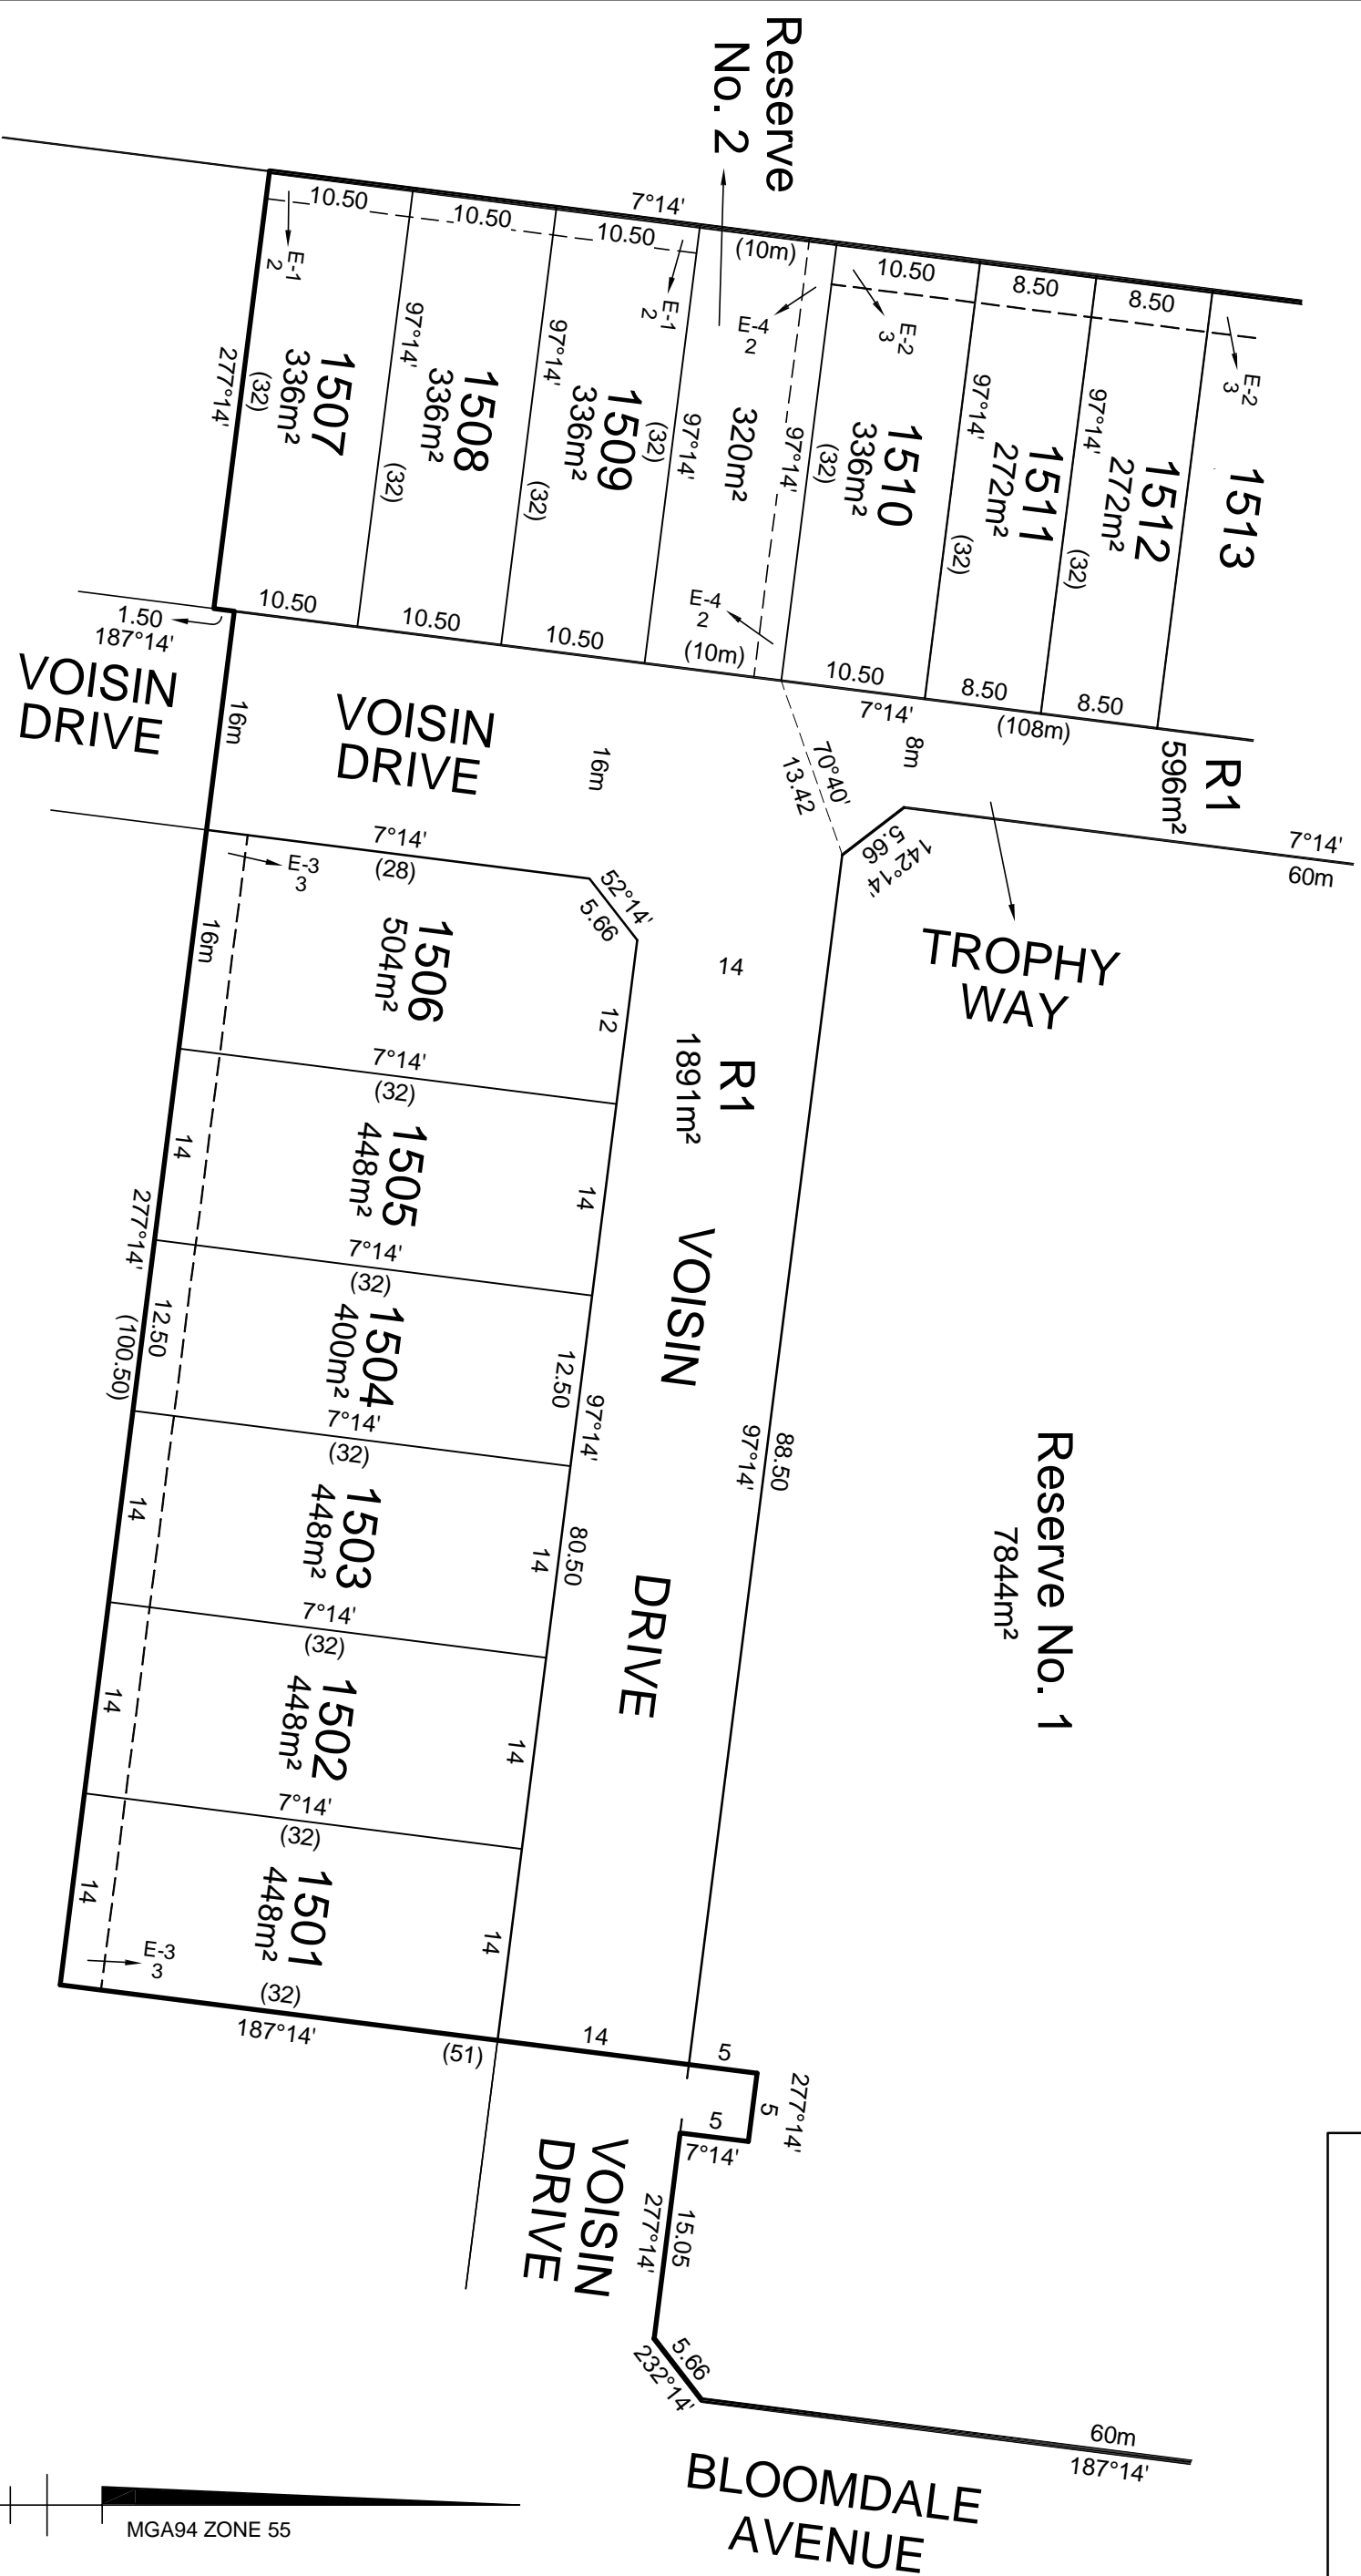 Reserve
No. 2
7°14'
10.50
10.50
10.50
(10m)
10.50
8.50
8.50
E-1
2
E-1
2
E-4
2
E-2
3
E-2
3
277°14'
(32)
1507
336m²
97°14'
(32)
1508
336m²
97°14'
(32)
1509
336m²
(32)
97°14'
320m²
97°14'
(32)
1510
336m²
97°14'
(32)
1511
272m²
97°14'
(32)
1512
272m²
1513
E-4
2
10.50
10.50
10.50
(10m)
10.50
8.50
8.50
7°14'
(108m)
1.50
187°14'
VOISIN
DRIVE
16m
VOISIN
DRIVE
16m
70°40'
13.42
8m
R1
596m²
7°14'
60m
142°14'
5.66
TROPHY
WAY
7°14'
(28)
52°14'
5.66
E-3
3
16m
1506
504m²
12
14
R1
1891m²
7°14'
(32)
14
1505
448m²
14
VOISIN
7°14'
(32)
277°14'
(100.50)
12.50
1504
400m²
12.50
97°14'
80.50
88.50
97°14'
Reserve No. 1
7844m²
7°14'
(32)
14
1503
448m²
14
DRIVE
7°14'
(32)
14
1502
448m²
14
7°14'
(32)
14
1501
448m²
14
E-3
3
(32)
187°14'
(51)
14
5
277°14'
5
5
7°14'
VOISIN
DRIVE
15.05
277°14'
5.66
232°14'
60m
187°14'
BLOOMDALE
AVENUE
MGA94 ZONE 55